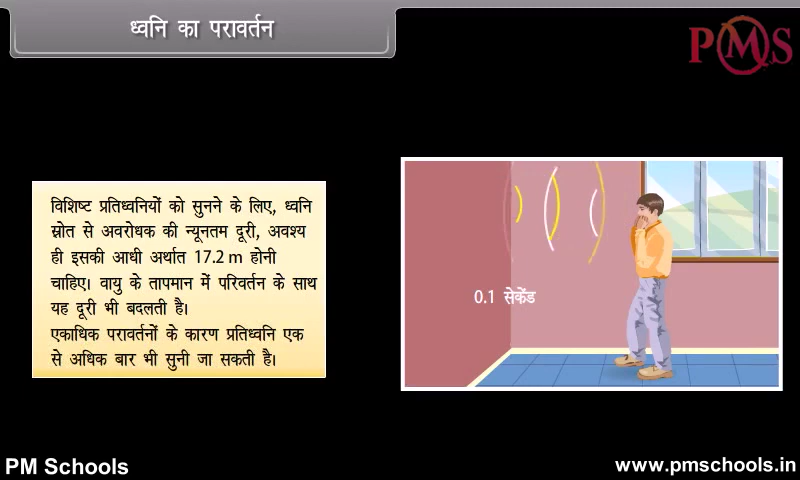 ध्वनि का परावर्तन
PMS
विशिष्ट प्रतिध्वनियों को सुनने के लिए, ध्वनि
स्रोत से अवरोधक की न्यूनतम दूरी, अवश्य
ही इसकी आधी अर्थात 17.2 m होनी
चाहिए। वायु के तापमान में परिवर्तन के साथ
यह दूरी भी बदलती है।
एकाधिक परावर्तनों के कारण प्रतिध्वनि एक
से अधिक बार भी सुनी जा सकती है।
0.1 सेकेंड
PM Schools
www.pmschools.in